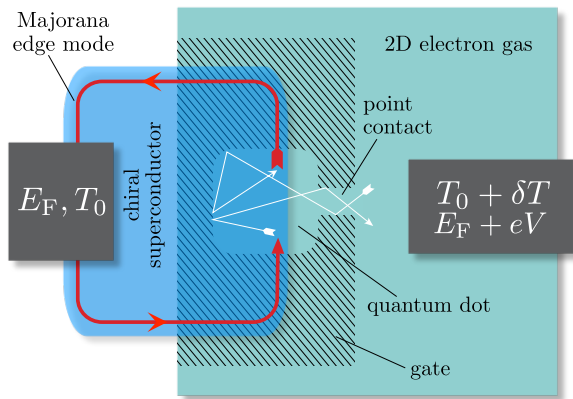 Majorana
edge mode
2D electron gas
point
contact
E_F, T_0
chiral
superconductor
T_0 + δT
E_F + eV
quantum dot
gate